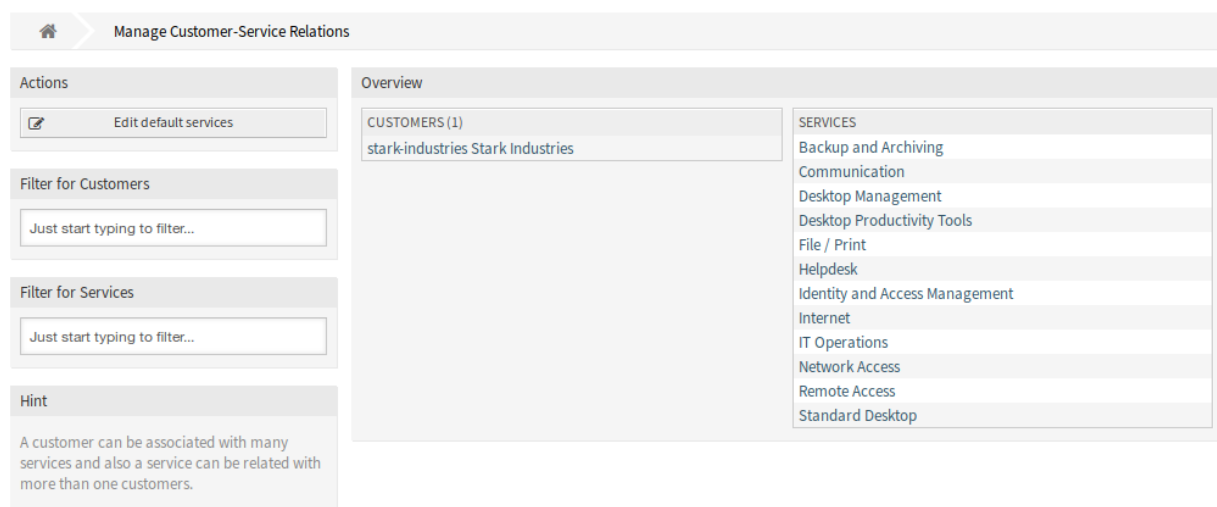 Manage Customer-Service Relations
Actions
Edit default services
Filter for Customers
Just start typing to filter...
Filter for Services
Just start typing to filter...
Hint
A customer can be associated with many
services and also a service can be related with
more than one customers.
Overview
CUSTOMERS (1)
stark-industries Stark Industries
SERVICES
Backup and Archiving
Communication
Desktop Management
Desktop Productivity Tools
File / Print
Helpdesk
Identity and Access Management
Internet
IT Operations
Network Access
Remote Access
Standard Desktop